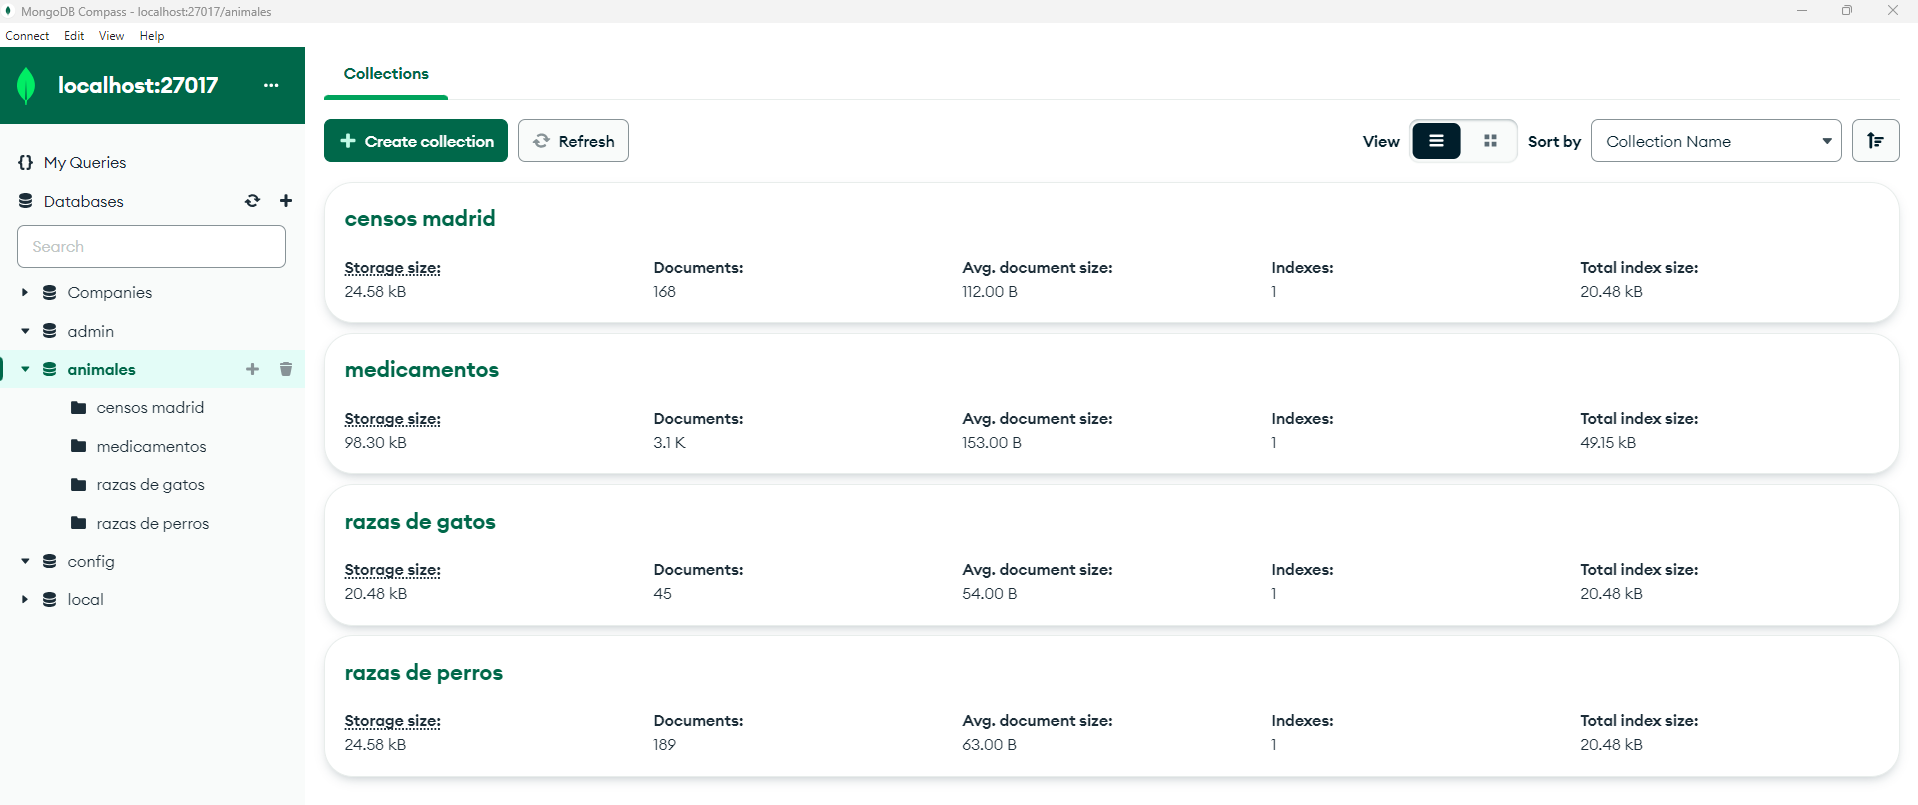 MongoDB Compass - localhost:27017/animales
Connect Edit View Help
localhost:27017 ...
Collections
Create collection Refresh View Sort by Collection Name
{} My Queries
Databases
Search
Companies
admin
animales
censos madrid
medicamentos
razas de gatos
razas de perros
config
local
censos madrid
Storage size: Documents: Avg. document size: Indexes: Total index size:
24.58 kB 168 112.00 B 1 20.48 kB
medicamentos
Storage size: Documents: Avg. document size: Indexes: Total index size:
98.30 kB 3.1 K 153.00 B 1 49.15 kB
razas de gatos
Storage size: Documents: Avg. document size: Indexes: Total index size:
20.48 kB 45 54.00 B 1 20.48 kB
razas de perros
Storage size: Documents: Avg. document size: Indexes: Total index size:
24.58 kB 189 63.00 B 1 20.48 kB